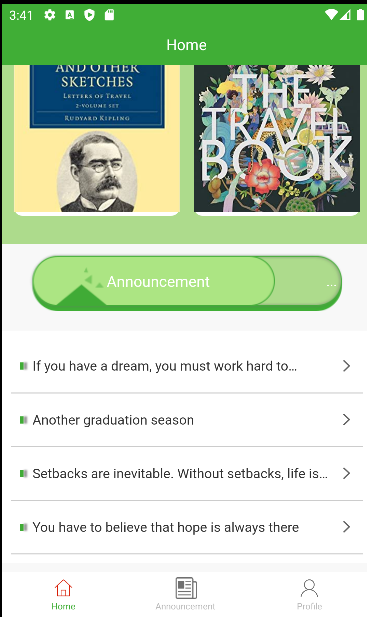 3:41
A
Home
AND OTHER
SKETCHES
LETTERS OF TRAVEL
2-VOLUME SET
RUDYARD KIPLING
THE
TRAVEL
BOOK
Announcement
...
If you have a dream, you must work hard to...
Another graduation season
Setbacks are inevitable. Without setbacks, life is...
You have to believe that hope is always there
Home
Announcement
Profile